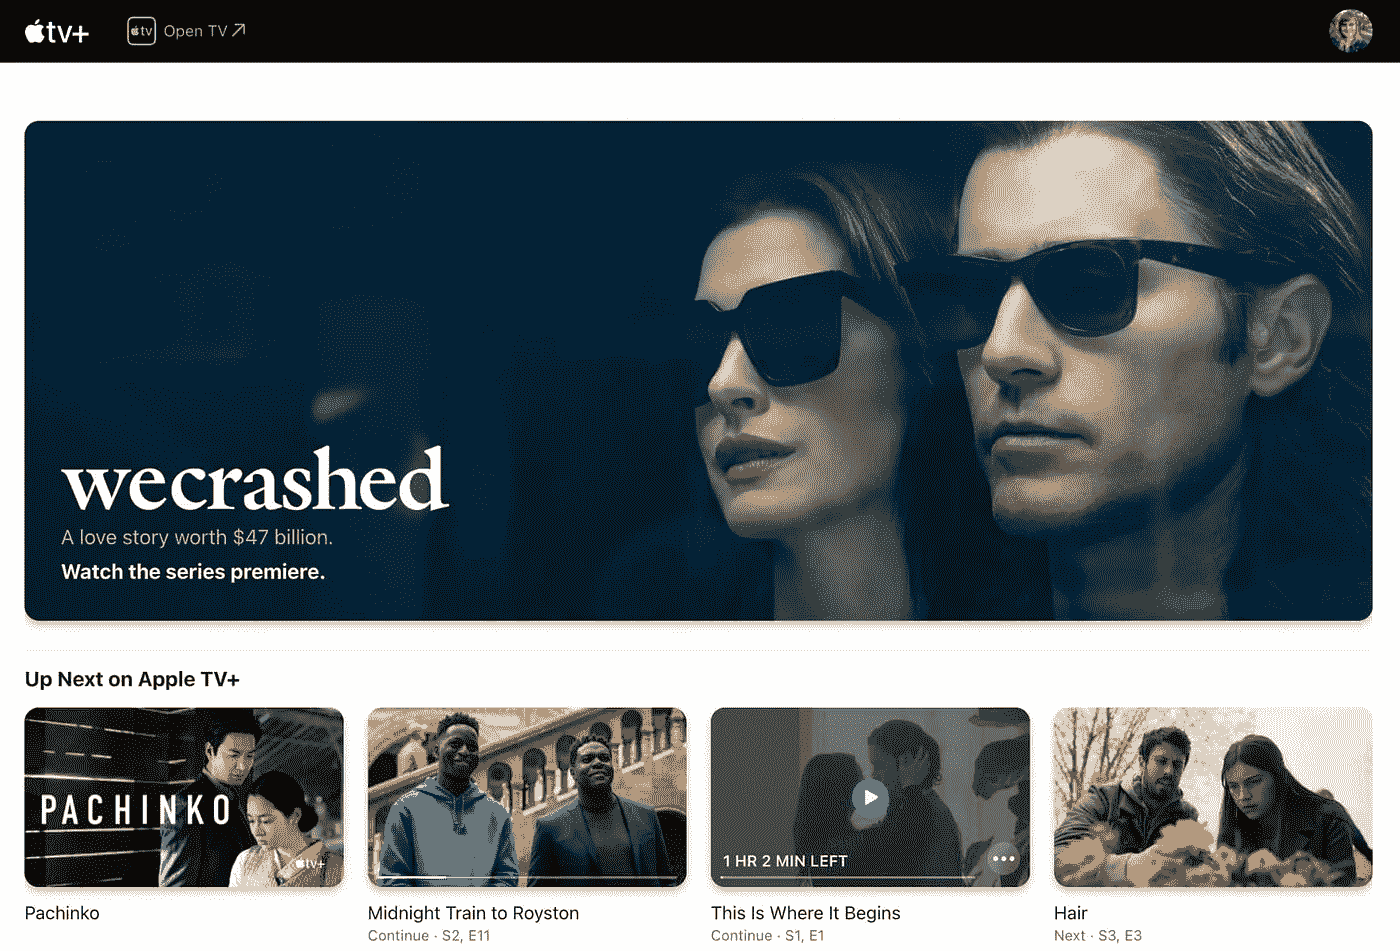 tv+
tv Open TV
wecrashed
A love story worth $47 billion.
Watch the series premiere.
Up Next on Apple TV+
PACHINKO
tv+
1 HR 2 MIN LEFT
Pachinko
Midnight Train to Royston
This Is Where It Begins
Hair
Continue · S2, E11
Continue · S1, E1
Next · S3, E3